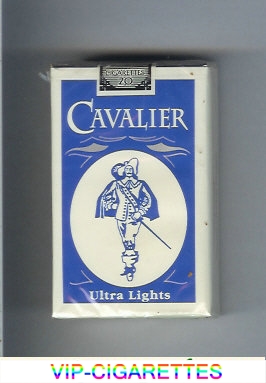 CIGARETTES
20
CAVALIER
Ultra Lights
VIP-CIGARETTES